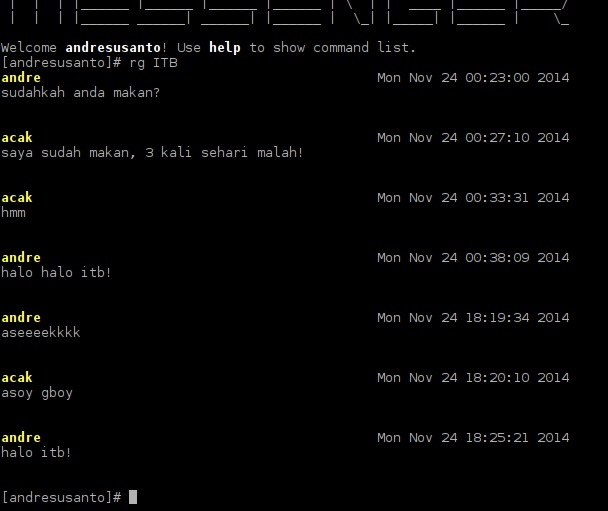 Welcome andresusanto! Use help to show command list.
[andresusanto]# rg ITB
andre Mon Nov 24 00:23:00 2014
sudahkah anda makan?
acak Mon Nov 24 00:27:10 2014
saya sudah makan, 3 kali sehari malah!
acak Mon Nov 24 00:33:31 2014
hmm
andre Mon Nov 24 00:38:09 2014
halo halo itb!
andre Mon Nov 24 18:19:34 2014
aseeeekkkk
acak Mon Nov 24 18:20:10 2014
asoy gboy
andre Mon Nov 24 18:25:21 2014
halo itb!
[andresusanto]#